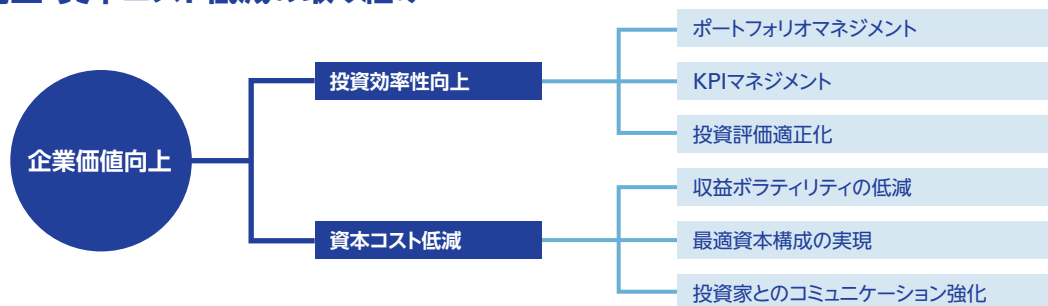 企業価値向上
投資効率性向上
ポートフォリオマネジメント
KPIマネジメント
投資評価適正化
資本コスト低減
収益ボラティリティの低減
最適資本構成の実現
投資家とのコミュニケーション強化